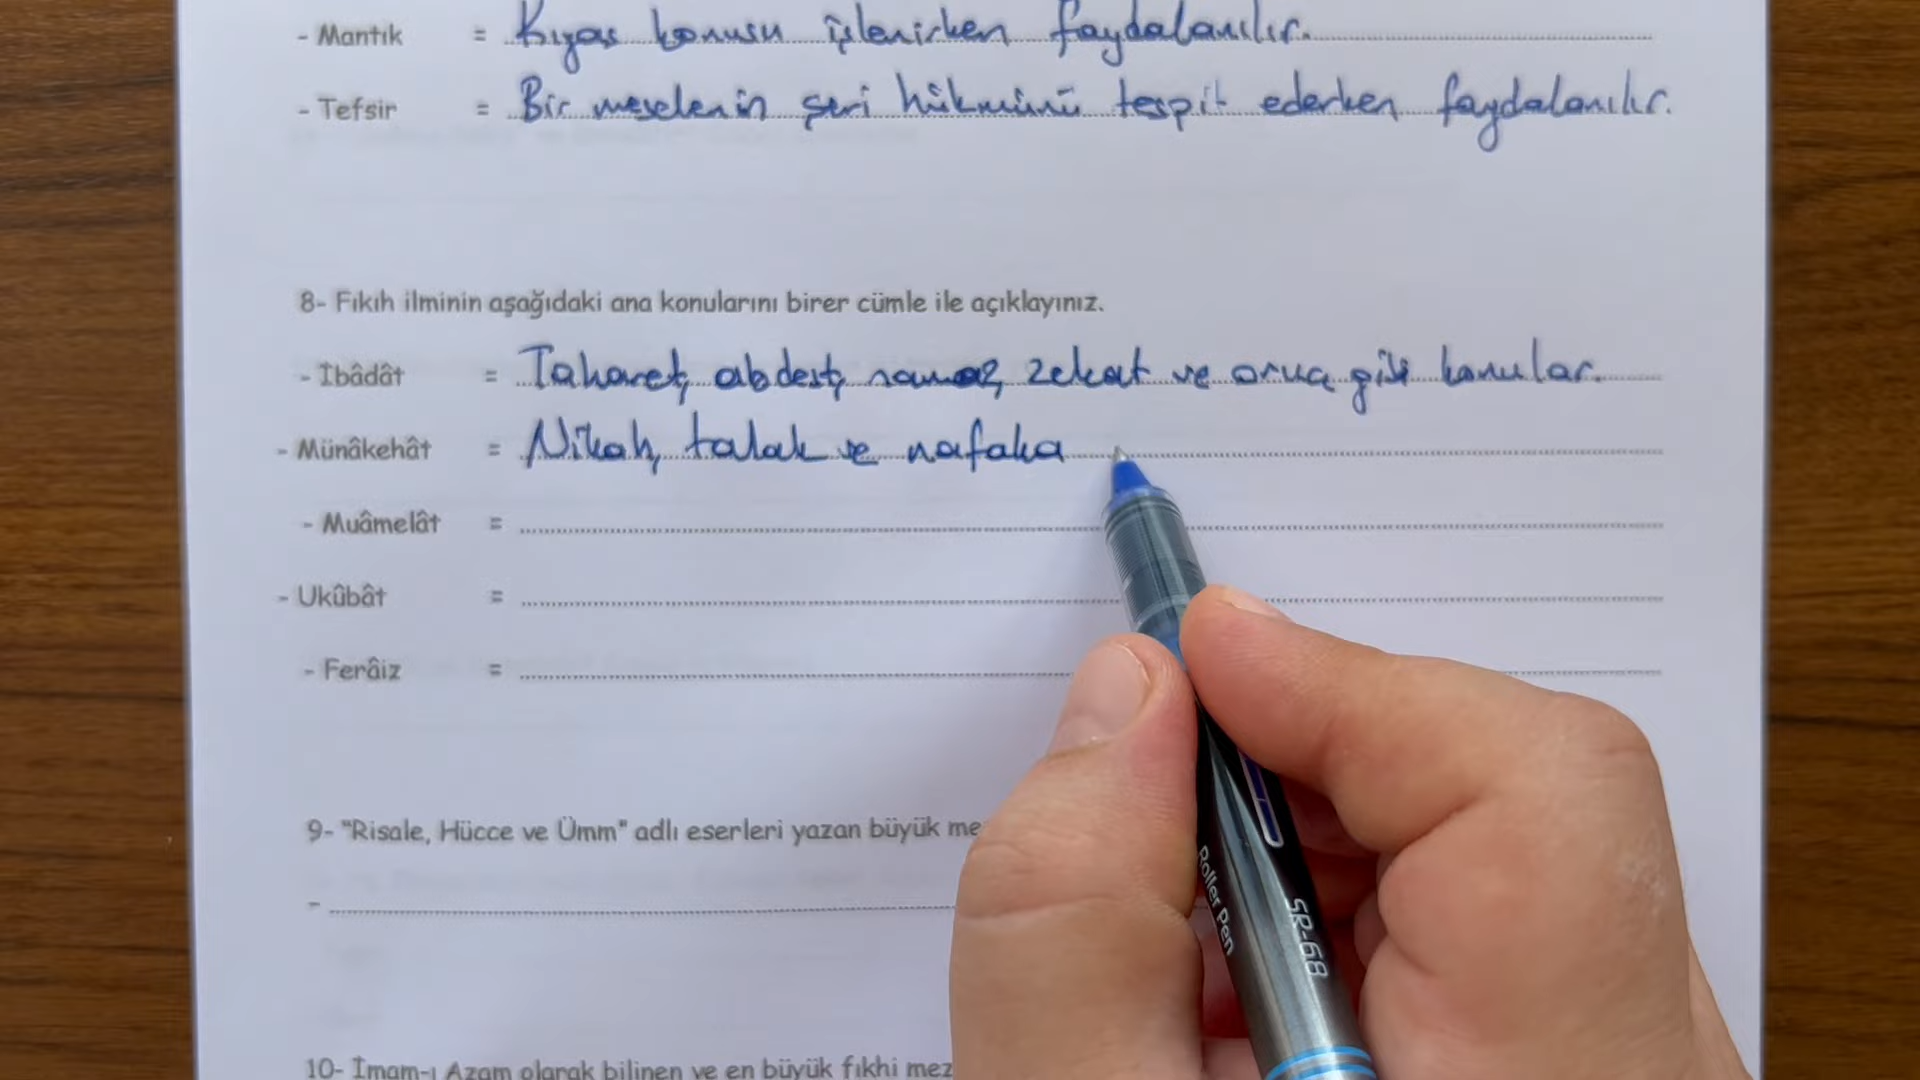 - Mantık = Kıyas konusu işlenirken faydalanılır.
- Tefsir = Bir meselenin şeri hükmünü tespit ederken faydalanılır.
8- Fıkıh ilminin aşağıdaki ana konularını birer cümle ile açıklayınız.
- İbâdât = Taharet, abdest, namaz, zekat ve oruç gibi konular.
- Münâkehât = Nikah, talak ve nafaka
- Muâmelât =
- Ukûbât =
- Ferâiz =
9- "Risale, Hücce ve Ümm" adlı eserleri yazan büyük me
-
10- İmam-ı Azam olarak bilinen ve en büyük fıkhi mez
Roller Pen
SR-68